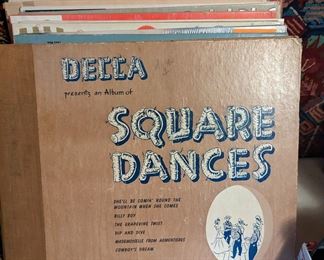 DECCA
presents an Album of
SQUARE
DANCES
SHE'LL BE COMIN' ROUND THE
MOUNTAIN WHEN SHE COMES
BILLY BOY
THE GRAPEVINE TWIST
DIP AND DIVE
MADEMOISELLE FROM ARMENTIERES
COWBOY'S DREAM